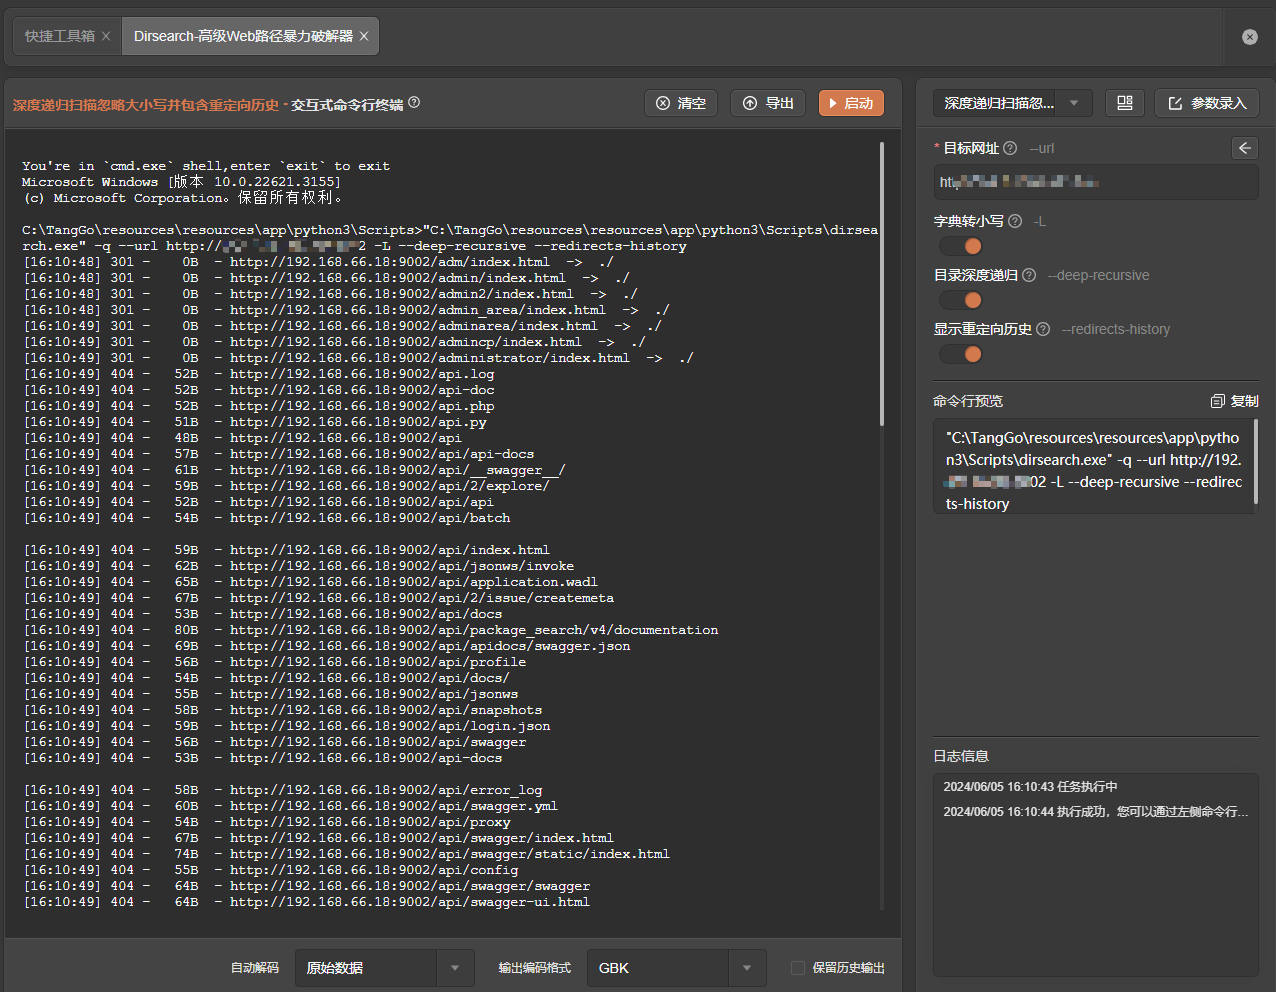 快捷工具箱 ×
Dirsearch-高级Web路径暴力破解器 ×
深度递归扫描忽略大小写并包含重定向历史 - 交互式命令行终端
清空
导出
启动
You're in `cmd.exe` shell,enter `exit` to exit
Microsoft Windows [版本 10.0.22621.3155]
(c) Microsoft Corporation。保留所有权利。
C:\TangGo\resources\resources\app\python3\Scripts>"C:\TangGo\resources\resources\app\python3\Scripts\dirsea
rch.exe" -q --url http:// 2 -L --deep-recursive --redirects-history
[16:10:48] 301 -    0B  - http://192.168.66.18:9002/adm/index.html  ->  ./
[16:10:48] 301 -    0B  - http://192.168.66.18:9002/admin/index.html  ->  ./
[16:10:48] 301 -    0B  - http://192.168.66.18:9002/admin2/index.html  ->  ./
[16:10:48] 301 -    0B  - http://192.168.66.18:9002/admin_area/index.html  ->  ./
[16:10:48] 301 -    0B  - http://192.168.66.18:9002/adminarea/index.html  ->  ./
[16:10:48] 301 -    0B  - http://192.168.66.18:9002/admincp/index.html  ->  ./
[16:10:48] 301 -    0B  - http://192.168.66.18:9002/administrator/index.html  ->  ./
[16:10:49] 404 -   52B  - http://192.168.66.18:9002/api.log
[16:10:49] 404 -   52B  - http://192.168.66.18:9002/api-doc
[16:10:49] 404 -   52B  - http://192.168.66.18:9002/api.php
[16:10:49] 404 -   51B  - http://192.168.66.18:9002/api.py
[16:10:49] 404 -   48B  - http://192.168.66.18:9002/api
[16:10:49] 404 -   57B  - http://192.168.66.18:9002/api/api-docs
[16:10:49] 404 -   61B  - http://192.168.66.18:9002/api/__swagger__/
[16:10:49] 404 -   59B  - http://192.168.66.18:9002/api/2/explore/
[16:10:49] 404 -   52B  - http://192.168.66.18:9002/api/api
[16:10:49] 404 -   54B  - http://192.168.66.18:9002/api/batch
[16:10:49] 404 -   59B  - http://192.168.66.18:9002/api/index.html
[16:10:49] 404 -   62B  - http://192.168.66.18:9002/api/jsonws/invoke
[16:10:49] 404 -   65B  - http://192.168.66.18:9002/api/application.wadl
[16:10:49] 404 -   67B  - http://192.168.66.18:9002/api/2/issue/createmeta
[16:10:49] 404 -   53B  - http://192.168.66.18:9002/api/docs
[16:10:49] 404 -   80B  - http://192.168.66.18:9002/api/package_search/v4/documentation
[16:10:49] 404 -   69B  - http://192.168.66.18:9002/api/apidocs/swagger.json
[16:10:49] 404 -   56B  - http://192.168.66.18:9002/api/profile
[16:10:49] 404 -   54B  - http://192.168.66.18:9002/api/docs/
[16:10:49] 404 -   55B  - http://192.168.66.18:9002/api/jsonws
[16:10:49] 404 -   58B  - http://192.168.66.18:9002/api/snapshots
[16:10:49] 404 -   59B  - http://192.168.66.18:9002/api/login.json
[16:10:49] 404 -   56B  - http://192.168.66.18:9002/api/swagger
[16:10:49] 404 -   53B  - http://192.168.66.18:9002/api-docs
[16:10:49] 404 -   58B  - http://192.168.66.18:9002/api/error_log
[16:10:49] 404 -   60B  - http://192.168.66.18:9002/api/swagger.yml
[16:10:49] 404 -   54B  - http://192.168.66.18:9002/api/proxy
[16:10:49] 404 -   67B  - http://192.168.66.18:9002/api/swagger/index.html
[16:10:49] 404 -   74B  - http://192.168.66.18:9002/api/swagger/static/index.html
[16:10:49] 404 -   55B  - http://192.168.66.18:9002/api/config
[16:10:49] 404 -   64B  - http://192.168.66.18:9002/api/swagger/swagger
[16:10:49] 404 -   64B  - http://192.168.66.18:9002/api/swagger-ui.html
自动解码
原始数据
输出编码格式
GBK
保留历史输出
深度递归扫描忽...
参数录入
* 目标网址 --url
字典转小写 -L
目录深度递归 --deep-recursive
显示重定向历史 --redirects-history
命令行预览
复制
"C:\TangGo\resources\resources\app\pytho
n3\Scripts\dirsearch.exe" -q --url http://192.
02 -L --deep-recursive --redirec
ts-history
日志信息
2024/06/05 16:10:43 任务执行中
2024/06/05 16:10:44 执行成功，您可以通过左侧命令行...